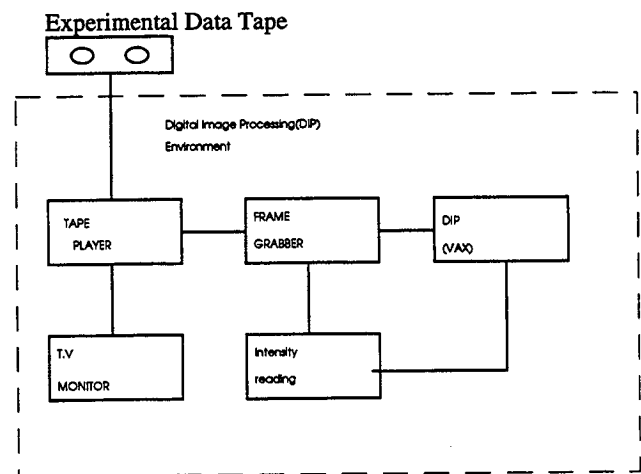 Experimental Data Tape
Digital Image Processing(DIP)
Environment
TAPE
PLAYER
FRAME
GRABBER
DIP
(VAX)
T.V
MONITOR
Intensity
reading